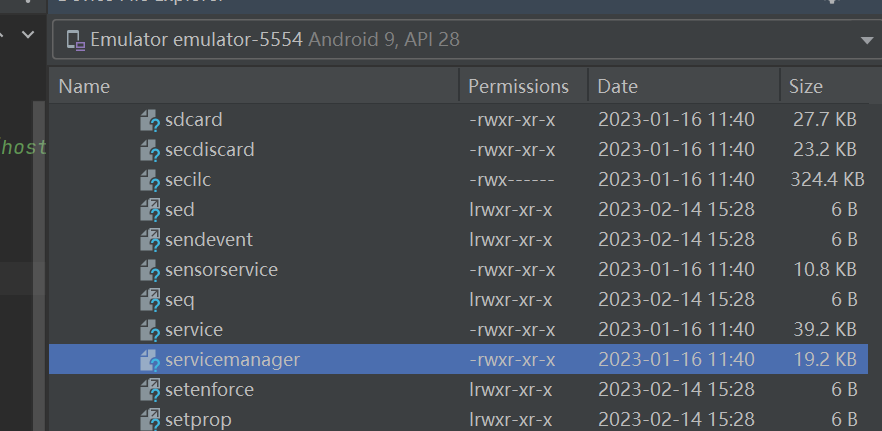 Device File Explorer
Emulator emulator-5554 Android 9, API 28
Name Permissions Date Size
sdcard -rwxr-xr-x 2023-01-16 11:40 27.7 KB
secdiscard -rwxr-xr-x 2023-01-16 11:40 23.2 KB
host
secilc -rwx------ 2023-01-16 11:40 324.4 KB
sed lrwxr-xr-x 2023-02-14 15:28 6 B
sendevent lrwxr-xr-x 2023-02-14 15:28 6 B
sensorservice -rwxr-xr-x 2023-01-16 11:40 10.8 KB
seq lrwxr-xr-x 2023-02-14 15:28 6 B
service -rwxr-xr-x 2023-01-16 11:40 39.2 KB
servicemanager -rwxr-xr-x 2023-01-16 11:40 19.2 KB
setenforce lrwxr-xr-x 2023-02-14 15:28 6 B
setprop lrwxr-xr-x 2023-02-14 15:28 6 B